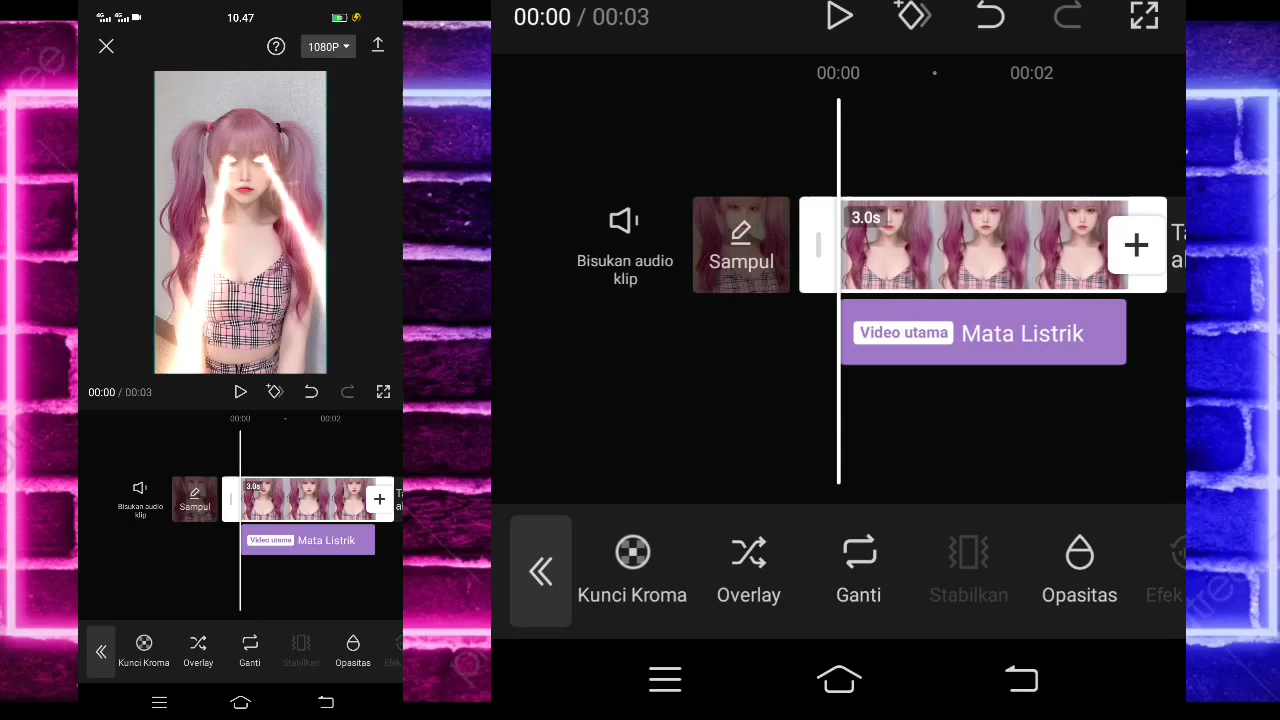 10.47
1080P
00:00 / 00:03
00:00
00:02
3.0s
Bisukan audio
klip
Sampul
Video utama Mata Listrik
Kunci Kroma
Overlay
Ganti
Stabilkan
Opasitas
Efek
00:00 / 00:03
00:00
00:02
3.0s
Bisukan audio
klip
Sampul
Video utama Mata Listrik
Kunci Kroma
Overlay
Ganti
Stabilkan
Opasitas
Efek